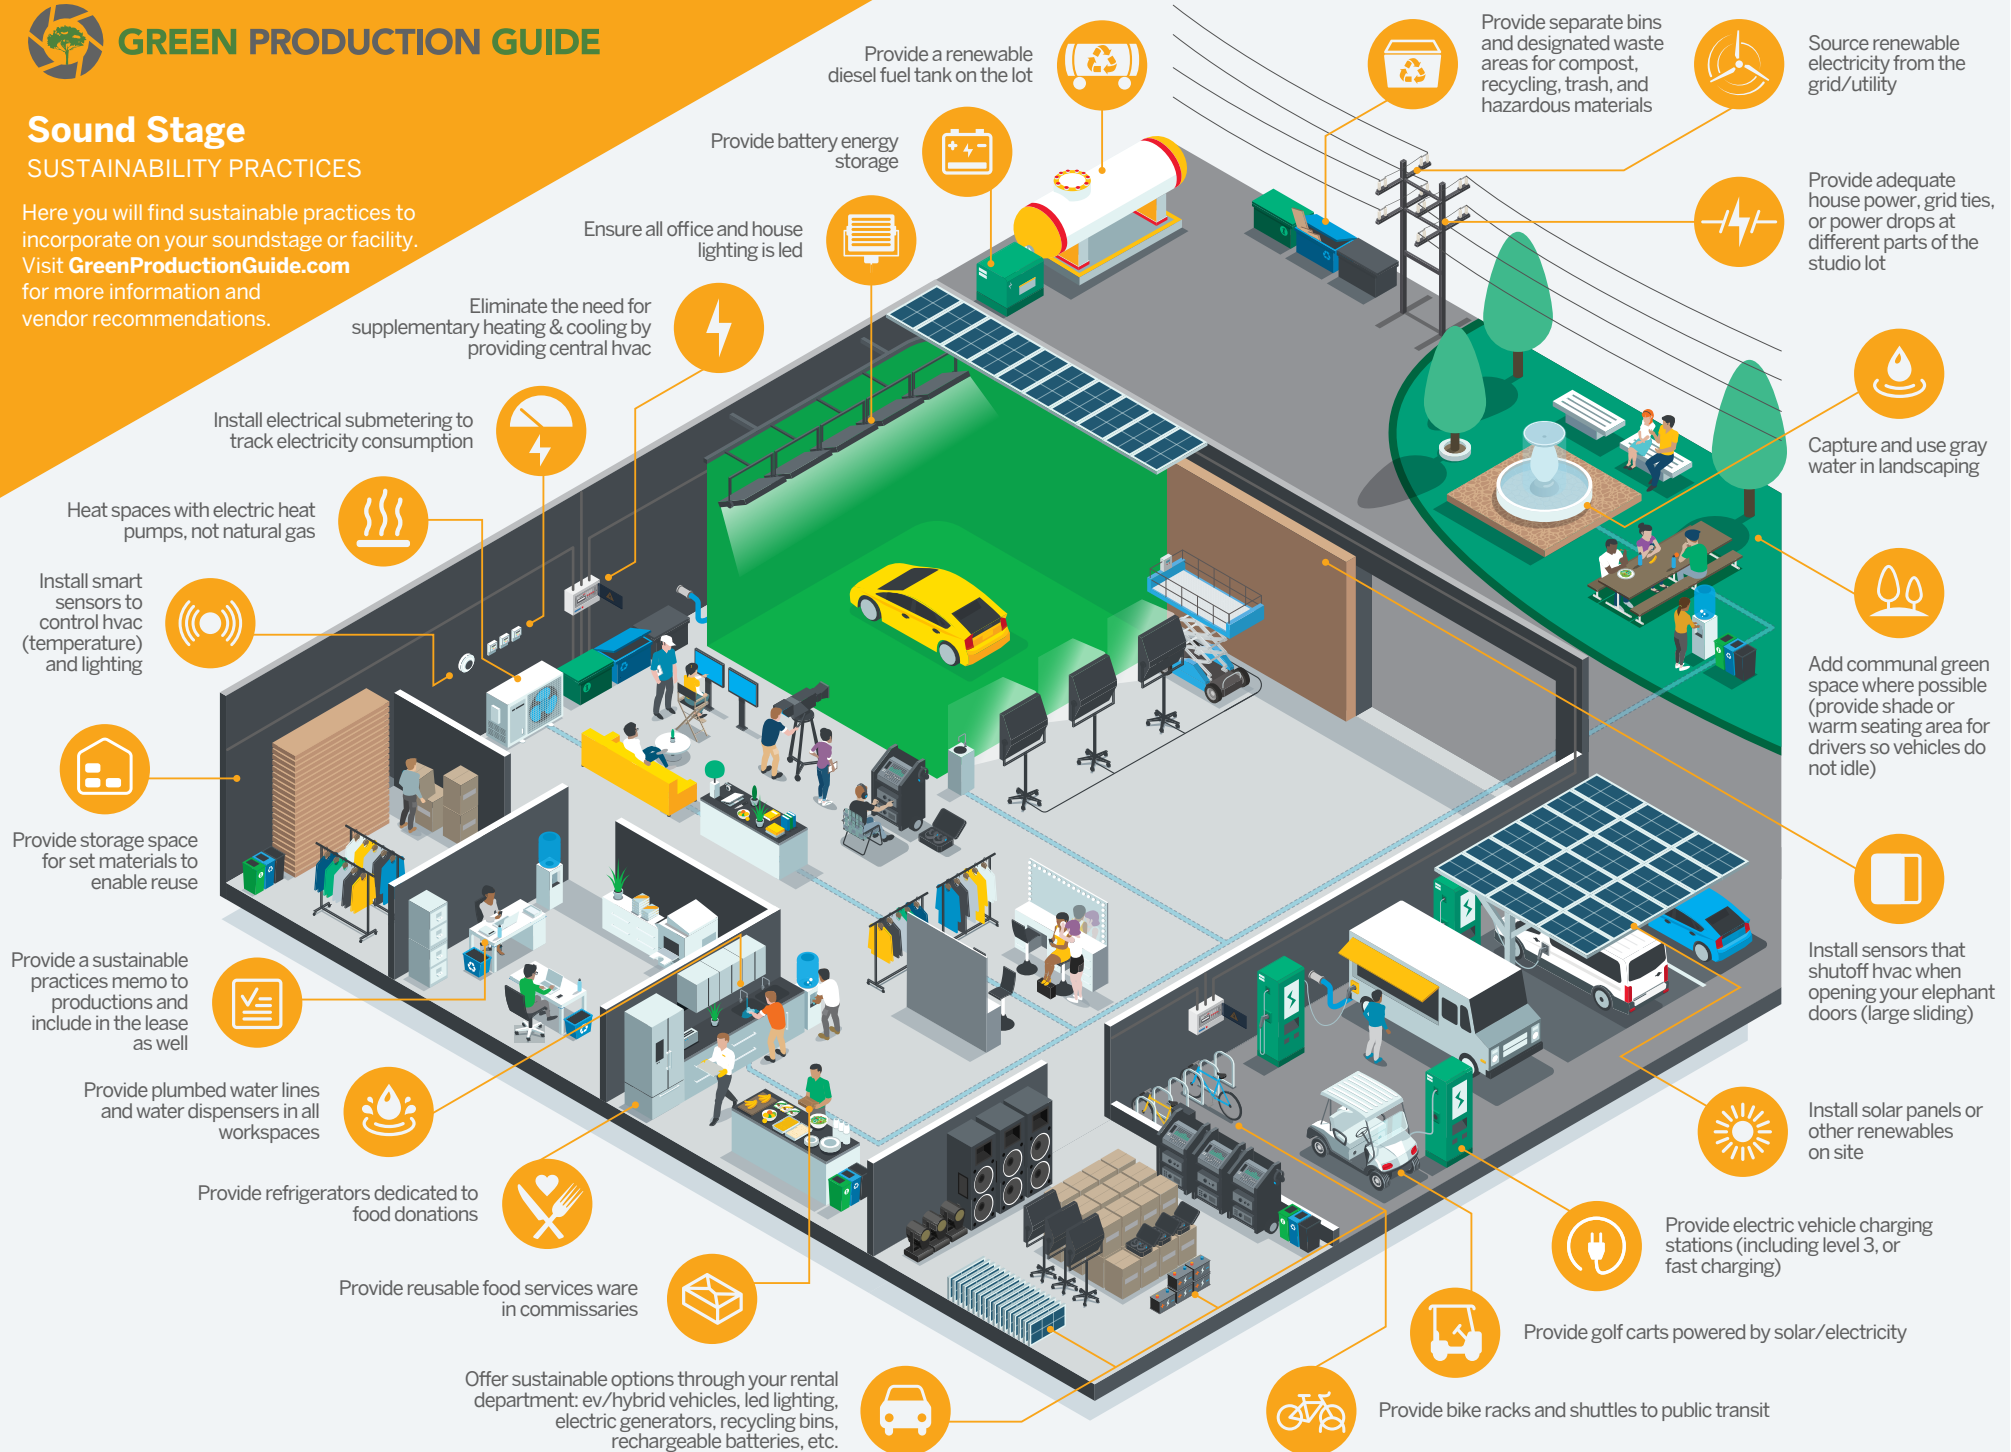 GREEN PRODUCTION GUIDE
Sound Stage
SUSTAINABILITY PRACTICES
Here you will find sustainable practices to
incorporate on your soundstage or facility.
Visit GreenProductionGuide.com
for more information and
vendor recommendations.
Provide a renewable
diesel fuel tank on the lot
Provide separate bins
and designated waste
areas for compost,
recycling, trash, and
hazardous materials
Source renewable
electricity from the
grid/utility
Provide battery energy
storage
Provide adequate
house power, grid ties,
or power drops at
different parts of the
studio lot
Ensure all office and house
lighting is led
Eliminate the need for
supplementary heating & cooling by
providing central hvac
Install electrical submetering to
track electricity consumption
Capture and use gray
water in landscaping
Heat spaces with electric heat
pumps, not natural gas
Install smart
sensors to
control hvac
(temperature)
and lighting
Add communal green
space where possible
(provide shade or
warm seating area for
drivers so vehicles do
not idle)
Provide storage space
for set materials to
enable reuse
Install sensors that
shutoff hvac when
opening your elephant
doors (large sliding)
Provide a sustainable
practices memo to
productions and
include in the lease
as well
Provide plumbed water lines
and water dispensers in all
workspaces
Install solar panels or
other renewables
on site
Provide refrigerators dedicated to
food donations
Provide electric vehicle charging
stations (including level 3, or
fast charging)
Provide reusable food services ware
in commissaries
Provide golf carts powered by solar/electricity
Offer sustainable options through your rental
department: ev/hybrid vehicles, led lighting,
electric generators, recycling bins,
rechargeable batteries, etc.
Provide bike racks and shuttles to public transit